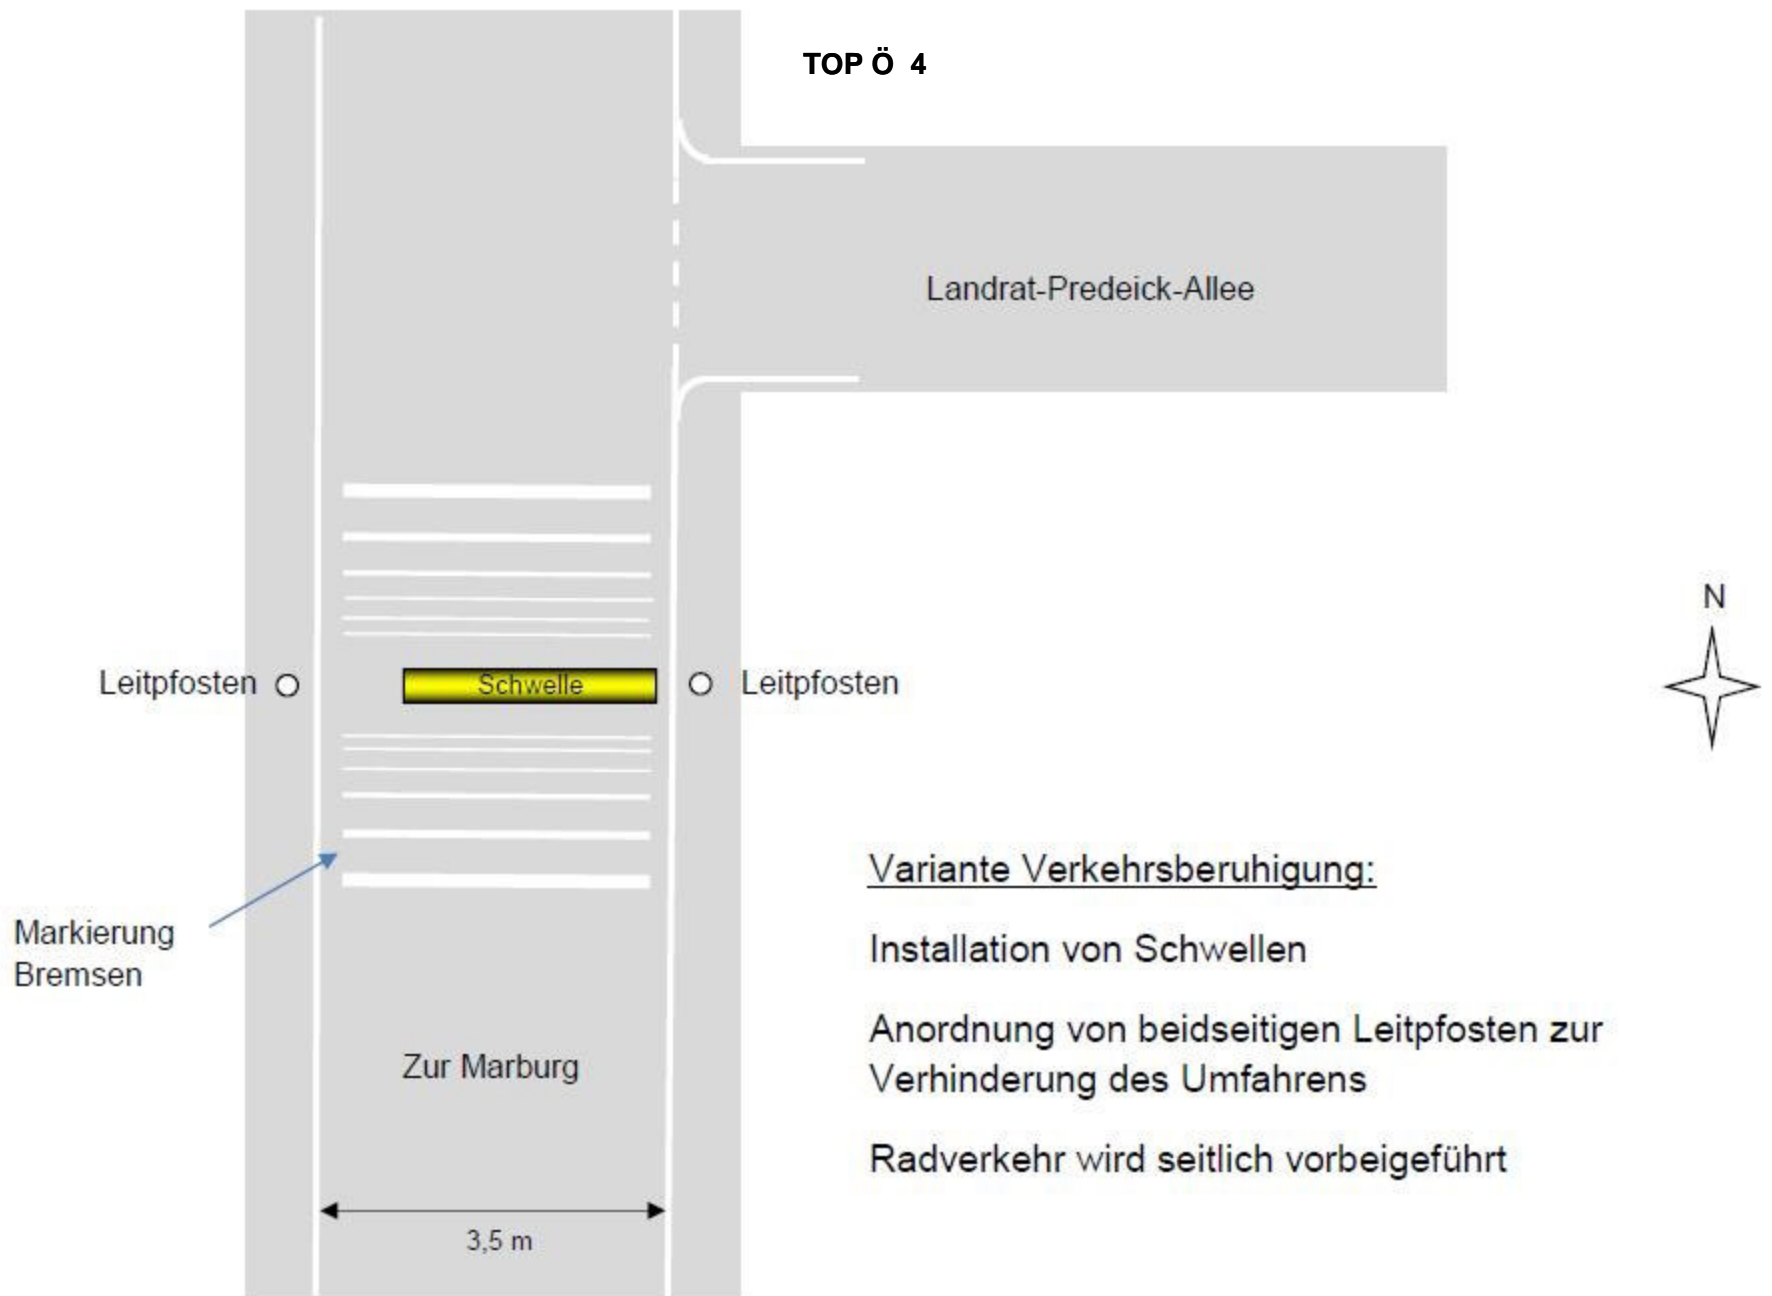 TOP Ö 4
Landrat-Predeick-Allee
N
Leitpfosten
Schwelle
Leitpfosten
Markierung
Bremsen
Zur Marburg
3,5 m
Variante Verkehrsberuhigung:
Installation von Schwellen
Anordnung von beidseitigen Leitpfosten zur
Verhinderung des Umfahrens
Radverkehr wird seitlich vorbeigeführt